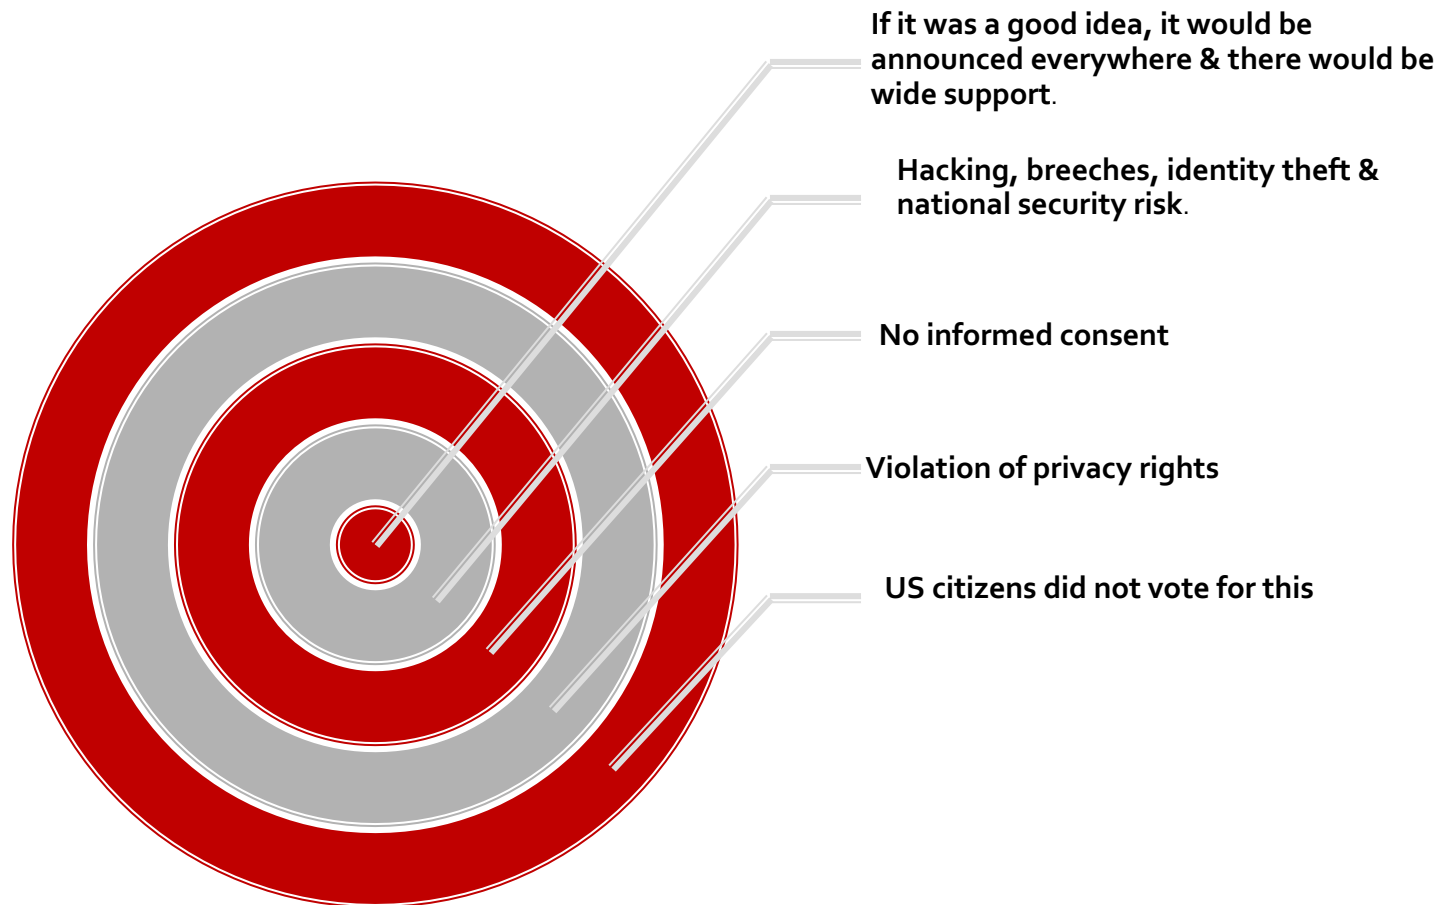 If it was a good idea, it would be
announced everywhere & there would be
wide support.
Hacking, breeches, identity theft &
national security risk.
No informed consent
Violation of privacy rights
US citizens did not vote for this